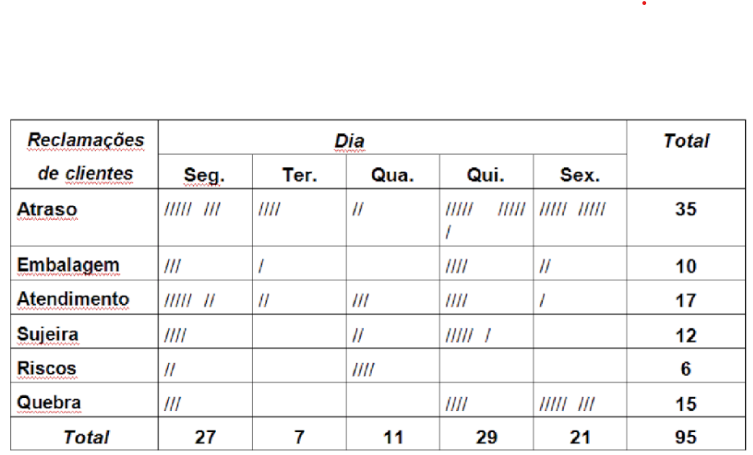 Reclamações de clientes Dia Total
Seg. Ter. Qua. Qui. Sex.
Atraso ///// /// //// // ///// ///// / ///// ///// 35
Embalagem /// / //// // 10
Atendimento ///// // // /// //// / 17
Sujeira //// // ///// / 12
Riscos // //// 6
Quebra /// //// ///// /// 15
Total 27 7 11 29 21 95